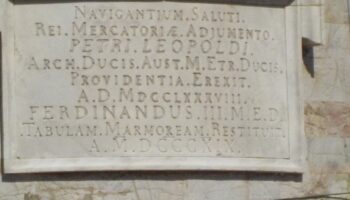 NAVIGANTIUM. SALUTI.
REI. MERCATORIÆ. ADJUMENTO.
PETRI. LEOPOLDI.
ARCH. DUCIS. AUST. M. ETR. DUCIS.
PROVIDENTIA. EREXIT.
A. D. MDCCLXXXVIII.
FERDINANDUS. III. M. E. D.
TABULAM. MARMOREAM. RESTITUIT.
A. M. DCCCXIX.